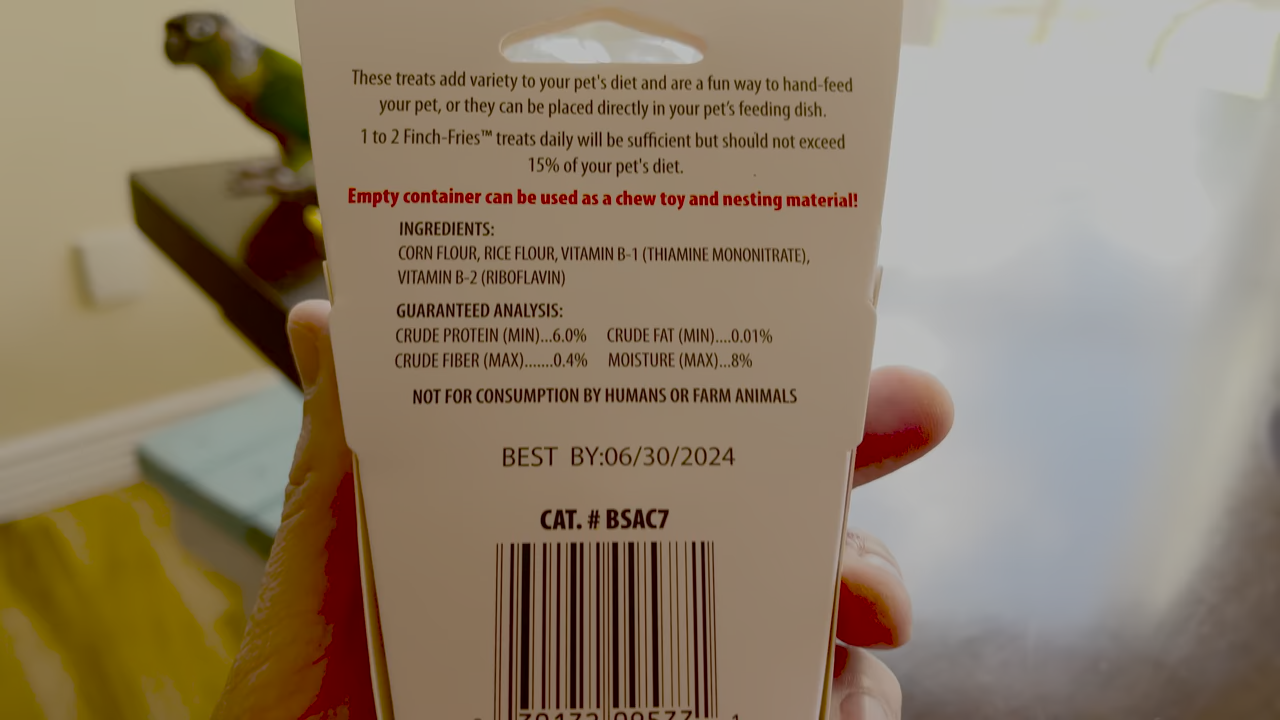 These treats add variety to your pet's diet and are a fun way to hand-feed
your pet, or they can be placed directly in your pet's feeding dish.
1 to 2 Finch-Fries™ treats daily will be sufficient but should not exceed
15% of your pet's diet.
Empty container can be used as a chew toy and nesting material!
INGREDIENTS:
CORN FLOUR, RICE FLOUR, VITAMIN B-1 (THIAMINE MONONITRATE),
VITAMIN B-2 (RIBOFLAVIN)
GUARANTEED ANALYSIS:
CRUDE PROTEIN (MIN)...6.0% CRUDE FAT (MIN)....0.01%
CRUDE FIBER (MAX).......0.4% MOISTURE (MAX)...8%
NOT FOR CONSUMPTION BY HUMANS OR FARM ANIMALS
BEST BY:06/30/2024
CAT. # BSAC7